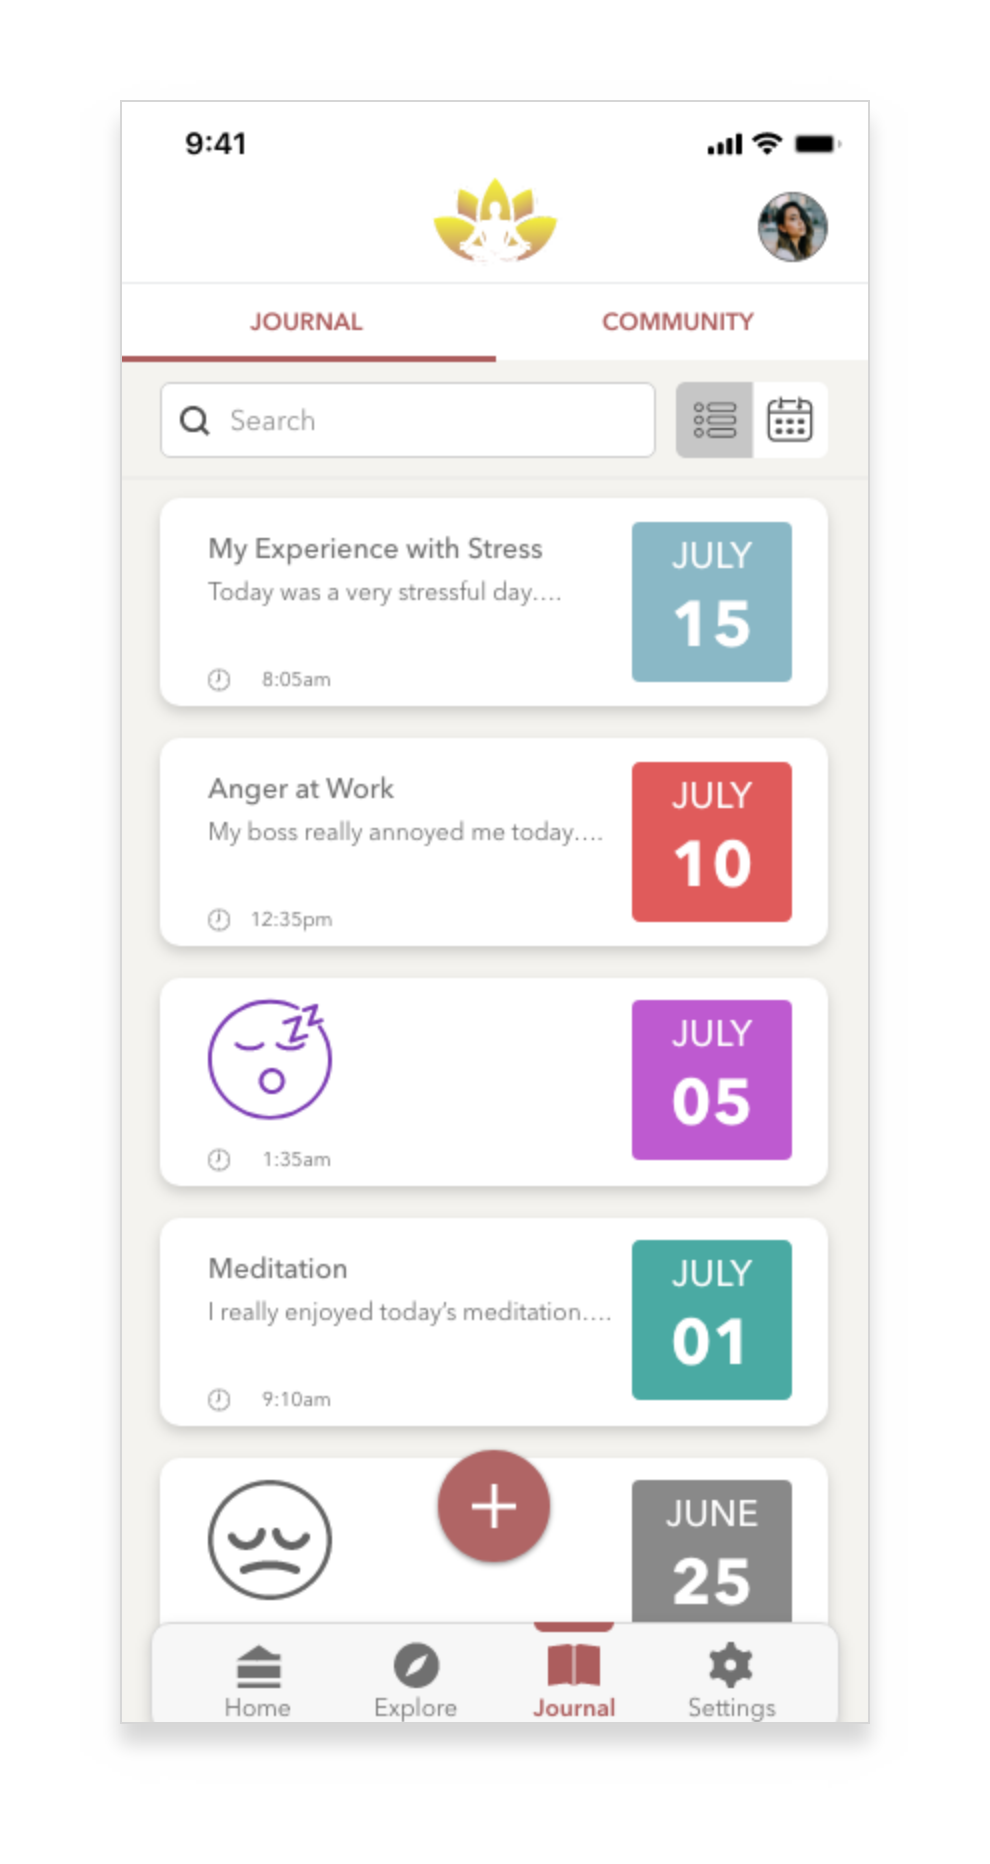 9:41
JOURNAL
COMMUNITY
Search
My Experience with Stress
Today was a very stressful day....
8:05am
JULY
15
Anger at Work
My boss really annoyed me today....
12:35pm
JULY
10
zz
1:35am
JULY
05
Meditation
I really enjoyed today's meditation....
9:10am
JULY
01
JUNE
25
Home
Explore
Journal
Settings